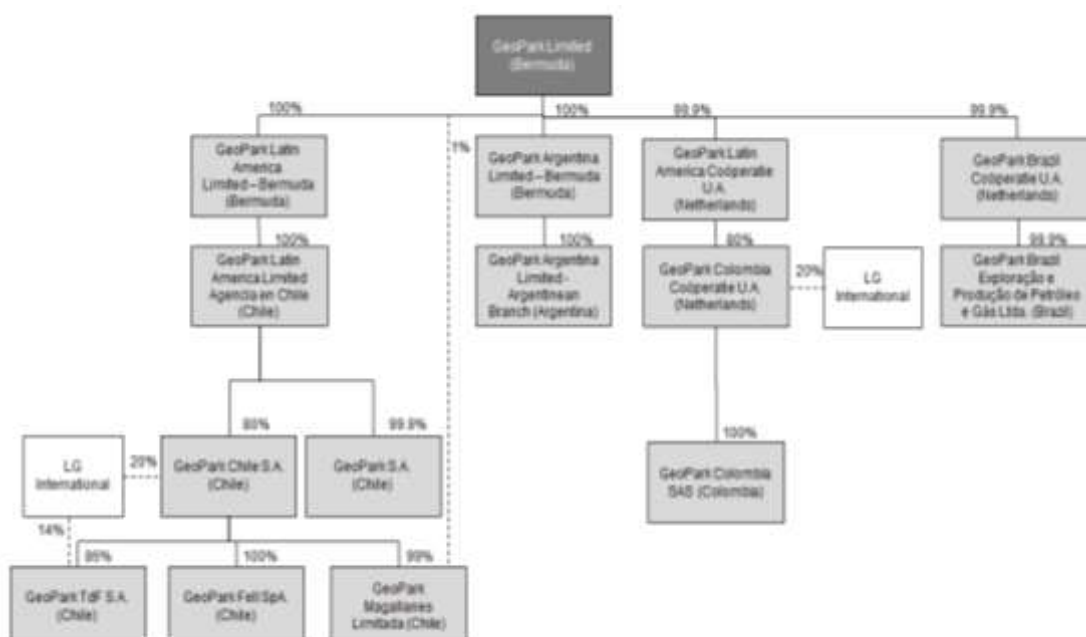 GeoPark Limited
(Bermuda)
100%
100%
99.9%
99.9%
1%
GeoPark Latin
America
Limited – Bermuda
(Bermuda)
GeoPark Argentina
Limited – Bermuda
(Bermuda)
GeoPark Latin
America Coöperatie
U.A.
(Netherlands)
GeoPark Brazil
Coöperatie U.A.
(Netherlands)
100%
100%
80%
99.9%
GeoPark Latin
America Limited
Agencia en Chile
(Chile)
GeoPark Argentina
Limited -
Argentinean
Branch (Argentina)
GeoPark Colombia
Coöperatie U.A.
(Netherlands)
20%
LG
International
GeoPark Brazil
Exploração e
Produção de Petróleo
e Gás Ltda. (Brazil)
80%
99.9%
100%
LG
International
20%
GeoPark Chile S.A.
(Chile)
GeoPark S.A.
(Chile)
GeoPark Colombia
SAS (Colombia)
14%
100%
99%
GeoPark TdF S.A.
(Chile)
GeoPark Fell SpA.
(Chile)
GeoPark
Magallanes
Limitada (Chile)